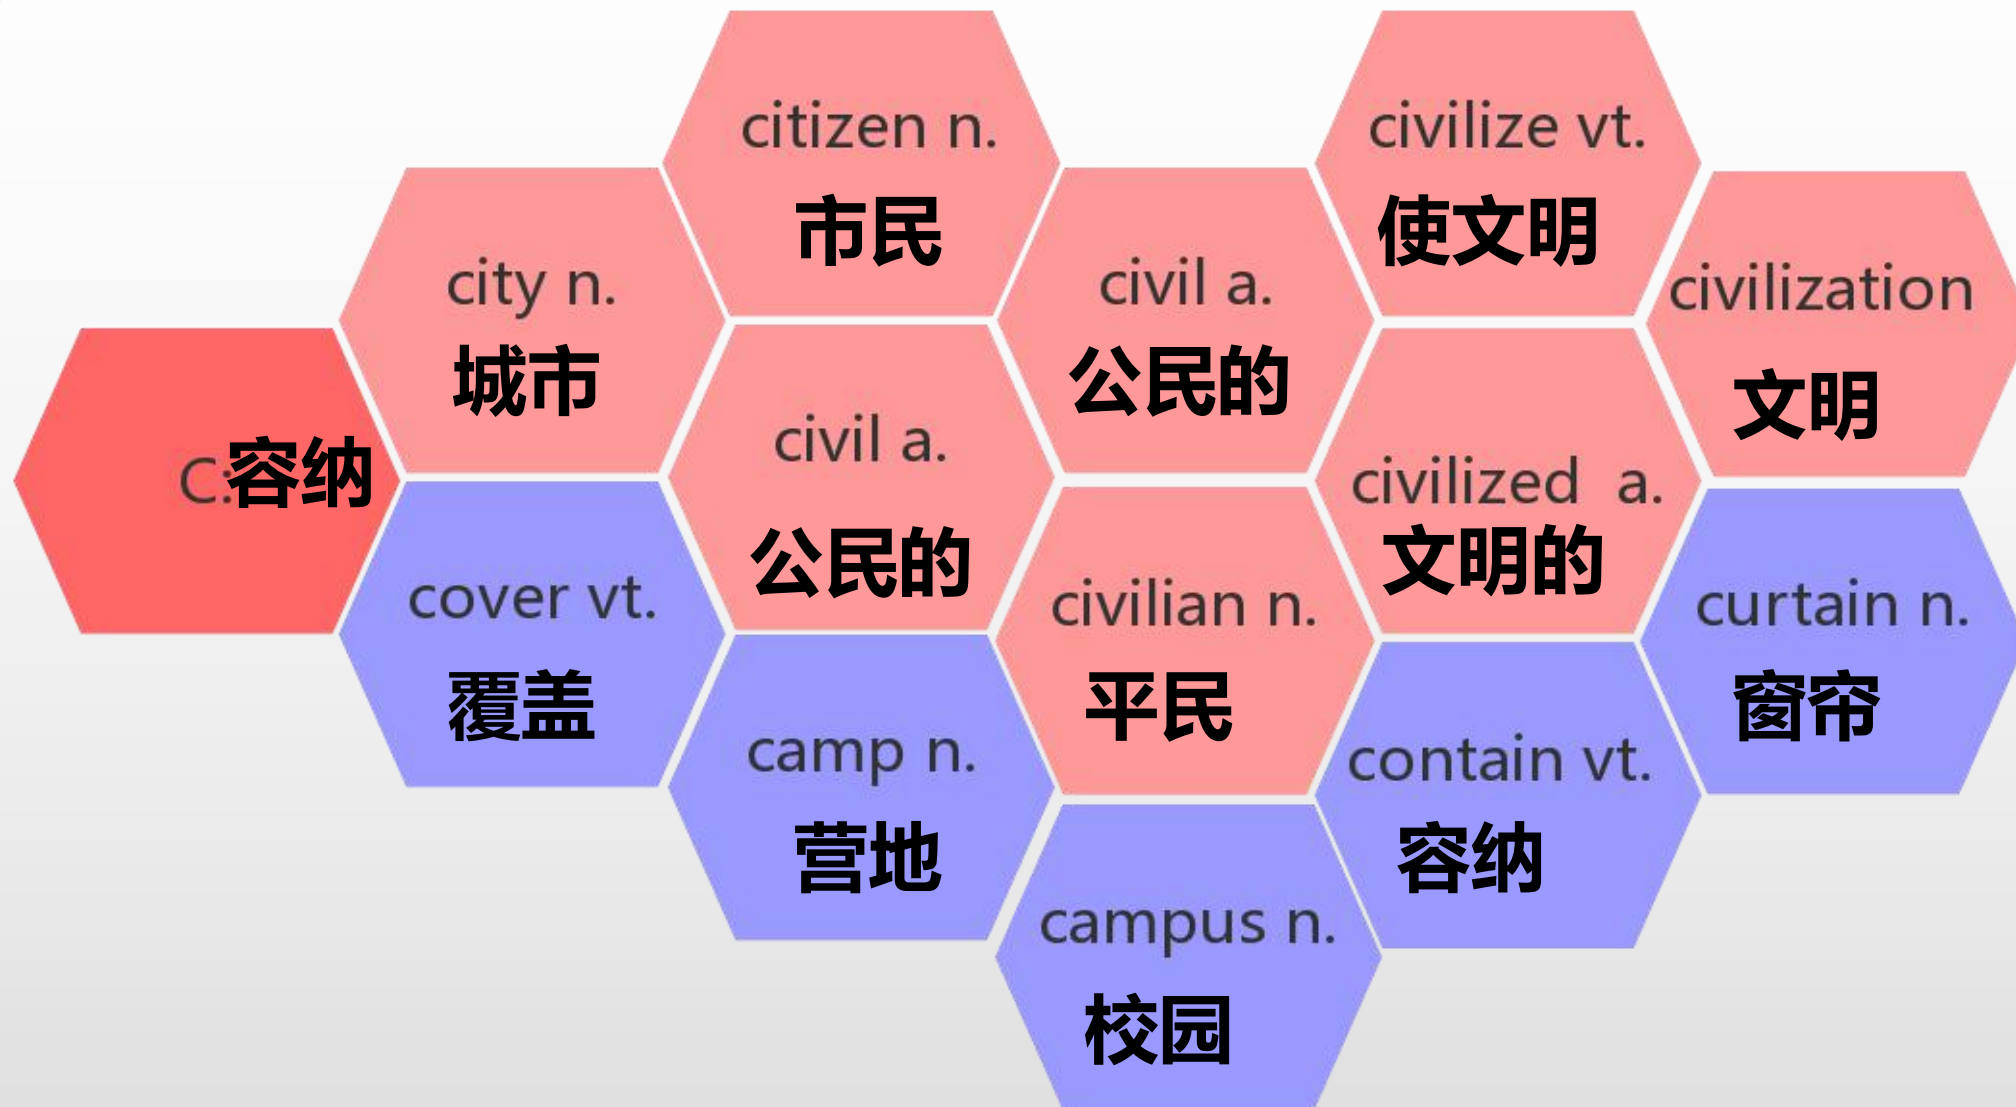 C:容纳
city n.
城市
cover vt.
覆盖
citizen n.
市民
civil a.
公民的
camp n.
营地
civil a.
公民的
civilian n.
平民
campus n.
校园
civilize vt.
使文明
civilized a.
文明的
contain vt.
容纳
civilization
文明
curtain n.
窗帘